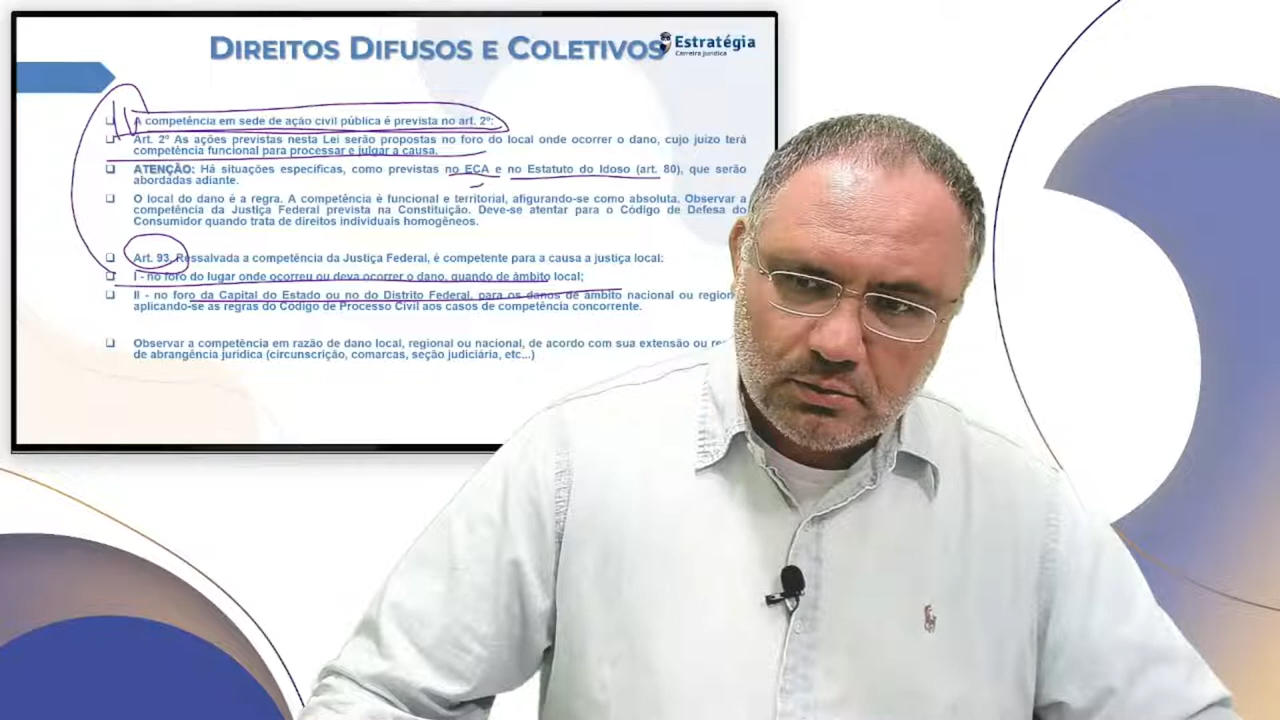 DIREITOS DIFUSOS E COLETIVOS
Estratégia
Carreira Jurídica
A competência em sede de ação civil pública é prevista no art. 2º:
Art. 2º As ações previstas nesta Lei serão propostas no foro do local onde ocorrer o dano, cujo juízo terá
competência funcional para processar e julgar a causa.
ATENÇÃO: Há situações específicas, como previstas no ECA e no Estatuto do Idoso (art. 80), que serão
abordadas adiante.
O local do dano é a regra. A competência é funcional e territorial, afigurando-se como absoluta. Observar a
competência da Justiça Federal prevista na Constituição. Deve-se atentar para o Código de Defesa do
Consumidor quando trata de direitos individuais homogêneos.
Art. 93. Ressalvada a competência da Justiça Federal, é competente para a causa a justiça local:
I - no foro do lugar onde ocorreu ou deva ocorrer o dano, quando de âmbito local;
II - no foro da Capital do Estado ou no do Distrito Federal, para os danos de âmbito nacional ou
aplicando-se as regras do Código de Processo Civil aos casos de competência concorrente.
Observar a competência em razão de dano local, regional ou nacional, de acordo com sua extensão ou
de abrangência jurídica (circunscrição, comarcas, seção judiciária, etc...)